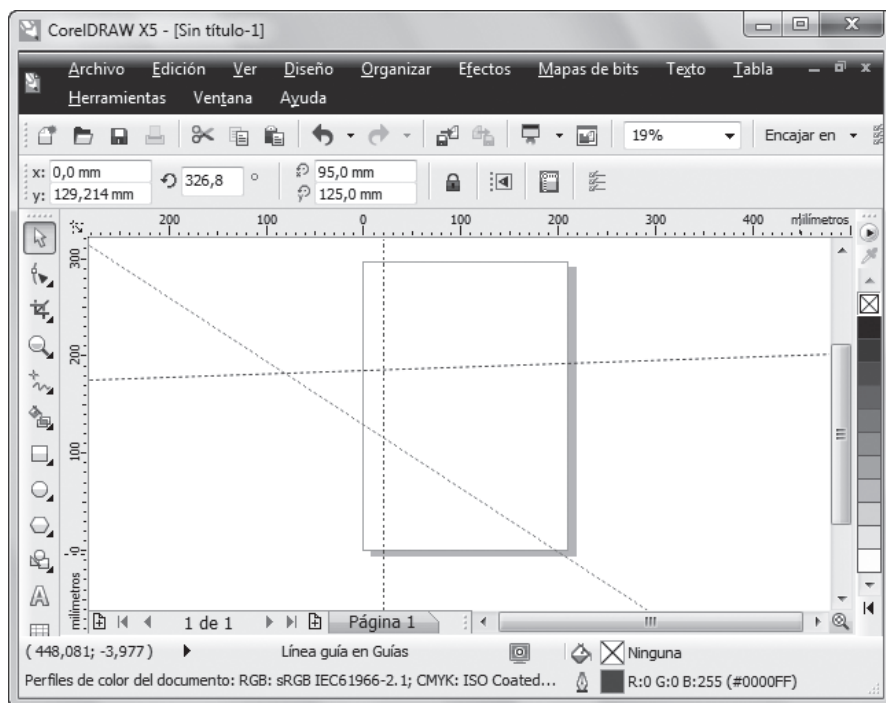 CorelDRAW X5 - [Sin título-1]
Archivo Edición Ver Diseño Organizar Efectos Mapas de bits Texto Tabla
Herramientas Ventana Ayuda
19% Encajar en
x: 0,0 mm 326,8 ° 95,0 mm
y: 129,214 mm 125,0 mm
200 100 0 100 200 300 400 milímetros
300
200
100
0
milímetros
1 de 1 Página 1
( 448,081; -3,977 ) Línea guía en Guías Ninguna
Perfiles de color del documento: RGB: sRGB IEC61966-2.1; CMYK: ISO Coated... R:0 G:0 B:255 (#0000FF)